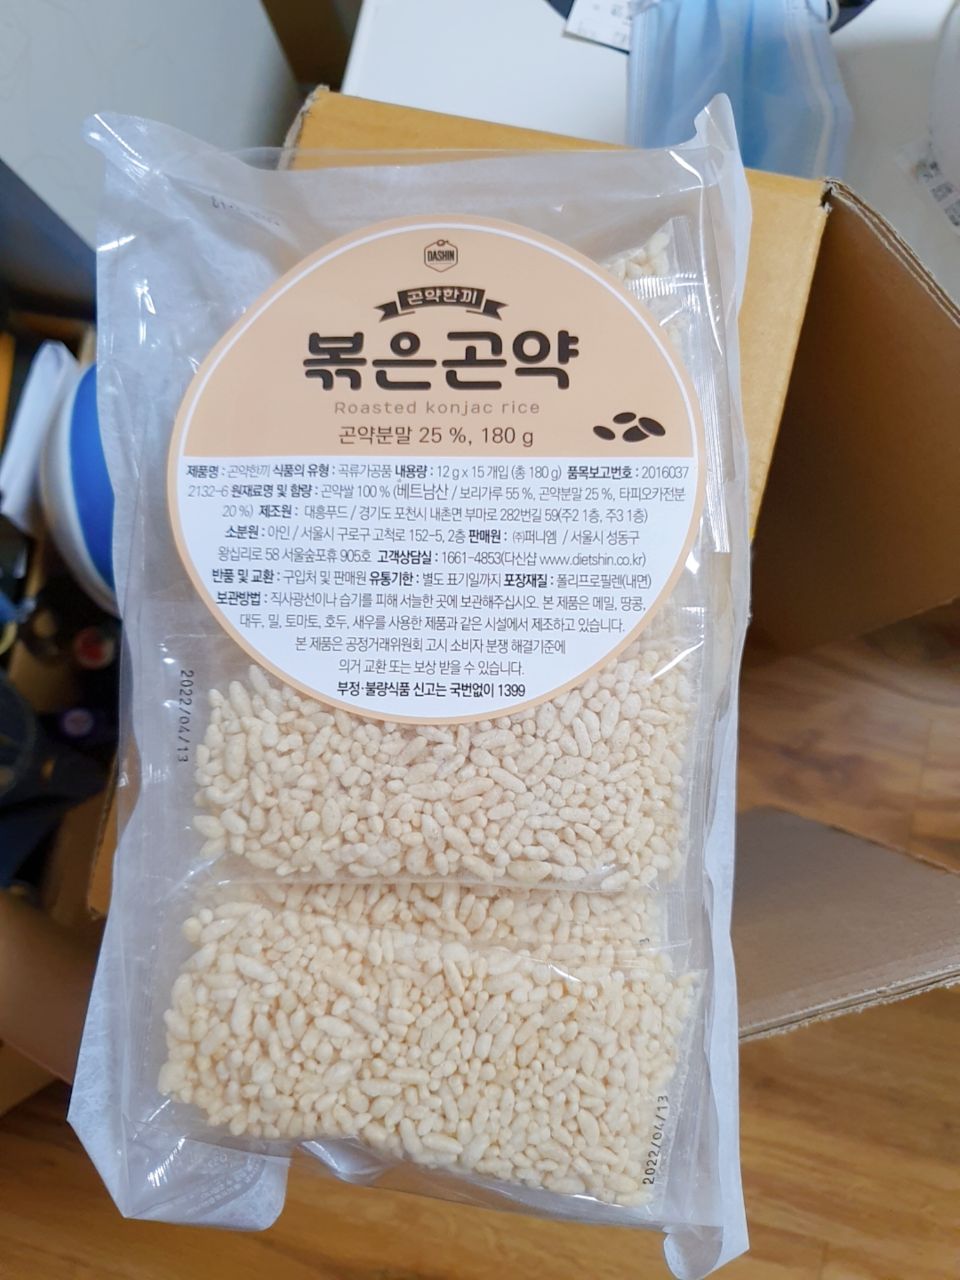 DASHIN
곤약한끼
볶은곤약
Roasted konjac rice
곤약분말 25 %, 180 g
제품명 : 곤약한끼 식품의 유형 : 곡류가공품 내용량 : 12 g x 15 개입 (총 180 g) 품목보고번호 : 2016037
2132-6 원재료명 및 함량 : 곤약쌀 100 % (베트남산 / 보리가루 55 %, 곤약분말 25 %, 타피오카전분
20 %) 제조원 : 대흥푸드 / 경기도 포천시 내촌면 부마로 282번길 59(주2 1층, 주3 1층)
소분원 : 아인 / 서울시 구로구 고척로 152-5, 2층 판매원 : ㈜퍼니엠 / 서울시 성동구
왕십리로 58 서울숲포휴 905호 고객상담실 : 1661-4853(다신샵 www.dietshin.co.kr)
반품 및 교환 : 구입처 및 판매원 유통기한 : 별도 표기일까지 포장재질 : 폴리프로필렌(내면)
보관방법 : 직사광선이나 습기를 피해 서늘한 곳에 보관해주십시오. 본 제품은 메밀, 땅콩,
대두, 밀, 토마토, 호두, 새우를 사용한 제품과 같은 시설에서 제조하고 있습니다.
본 제품은 공정거래위원회 고시 소비자 분쟁 해결기준에
의거 교환 또는 보상 받을 수 있습니다.
부정·불량식품 신고는 국번없이 1399
2022/04/13
2022/04/13